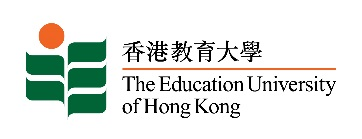 香港教育大學
The Education University
of Hong Kong